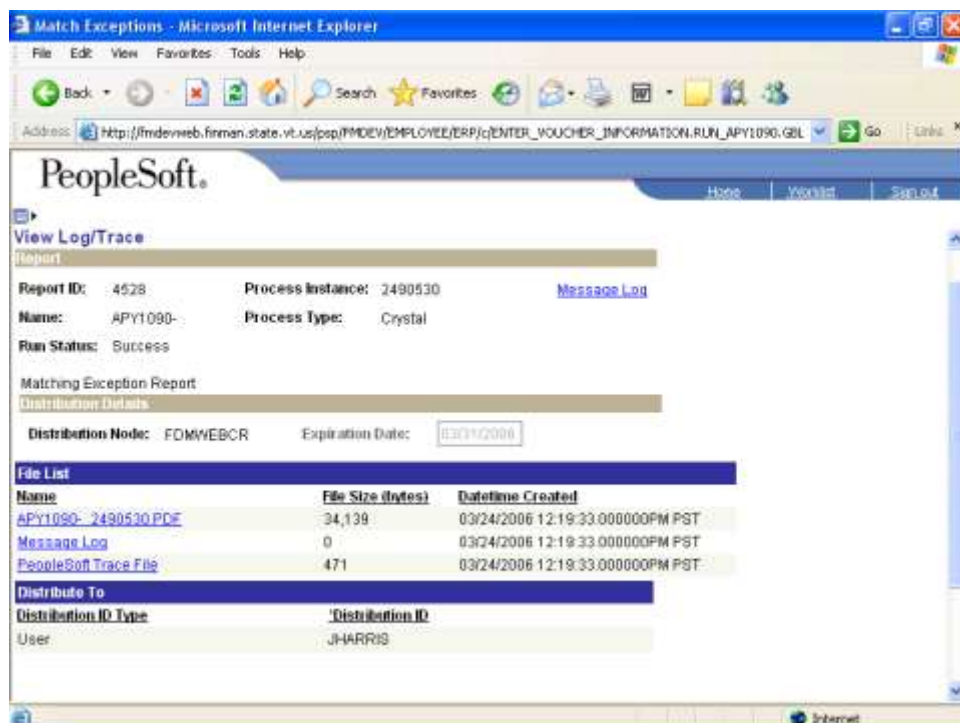 Match Exceptions - Microsoft Internet Explorer
File Edit View Favorites Tools Help
Back Search Favorites
Address http://fmdevweb.finman.state.vt.us/psp/FMDEV/EMPLOYEE/ERP/c/ENTER_VOUCHER_INFORMATION.RUN_APY1090.GBL Go Links
PeopleSoft.
Home Worklist Sign out
View Log/Trace
Report
Report ID: 4528 Process Instance: 2490530 Message Log
Name: APY1090- Process Type: Crystal
Run Status: Success
Matching Exception Report
Distribution Details
Distribution Node: FDMWEBCR Expiration Date: 03/31/2006
File List
Name File Size (bytes) Datetime Created
APY1090-_2490530.PDF 34,139 03/24/2006 12:19:33.000000PM PST
Message Log 0 03/24/2006 12:19:33.000000PM PST
PeopleSoft Trace File 471 03/24/2006 12:19:33.000000PM PST
Distribute To
Distribution ID Type *Distribution ID
User JHARRIS
Internet